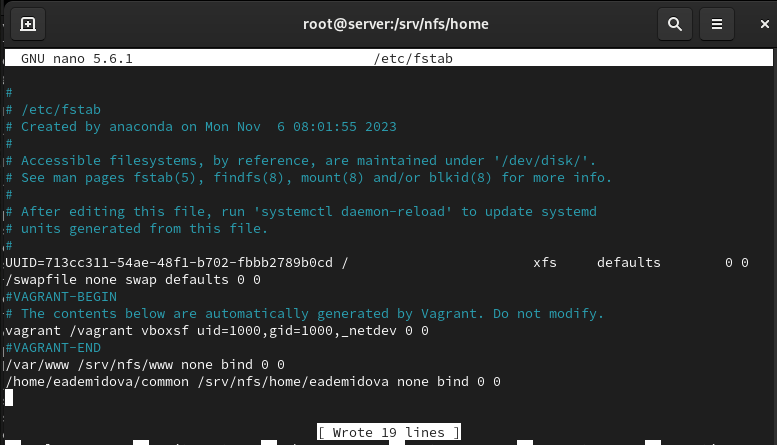 root@server:/srv/nfs/home
GNU nano 5.6.1 /etc/fstab
#
# /etc/fstab
# Created by anaconda on Mon Nov  6 08:01:55 2023
#
# Accessible filesystems, by reference, are maintained under '/dev/disk/'.
# See man pages fstab(5), findfs(8), mount(8) and/or blkid(8) for more info.
#
# After editing this file, run 'systemctl daemon-reload' to update systemd
# units generated from this file.
#
UUID=713cc311-54ae-48f1-b702-fbbb2789b0cd / xfs defaults 0 0
/swapfile none swap defaults 0 0
#VAGRANT-BEGIN
# The contents below are automatically generated by Vagrant. Do not modify.
vagrant /vagrant vboxsf uid=1000,gid=1000,_netdev 0 0
#VAGRANT-END
/var/www /srv/nfs/www none bind 0 0
/home/eademidova/common /srv/nfs/home/eademidova none bind 0 0
[ Wrote 19 lines ]